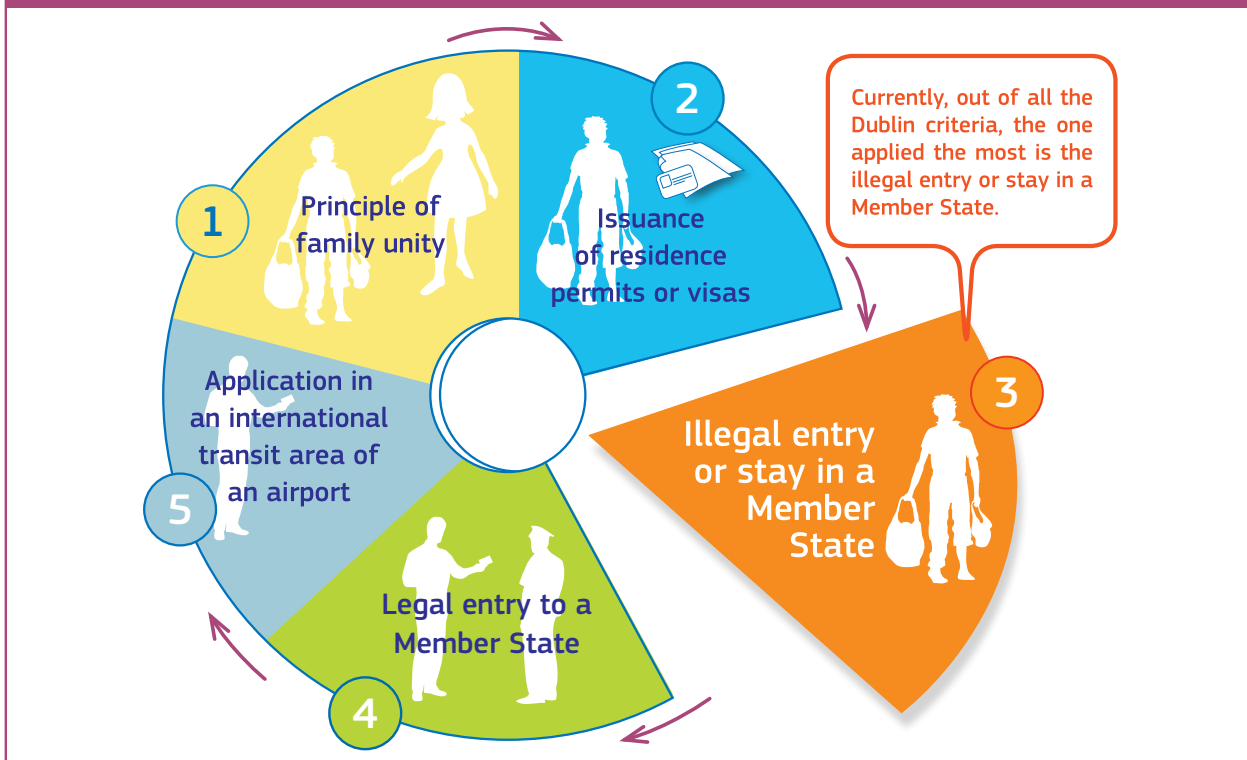 1
Principle of
family unity
2
Issuance
of residence
permits or visas
Currently, out of all the
Dublin criteria, the one
applied the most is the
illegal entry or stay in a
Member State.
3
Illegal entry
or stay in a
Member
State
4
Legal entry to a
Member State
5
Application in
an international
transit area of
an airport